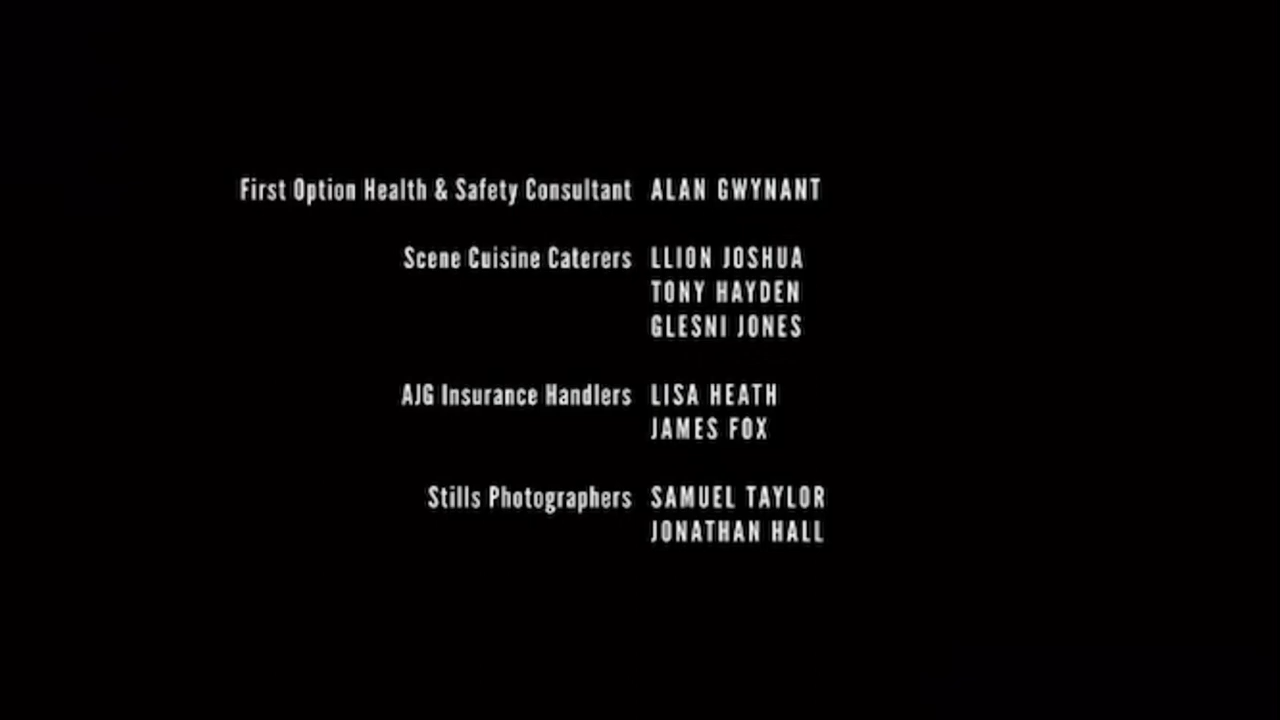 First Option Health & Safety Consultant ALAN GWYNANT
Scene Cuisine Caterers LLION JOSHUA
TONY HAYDEN
GLESNI JONES
AJG Insurance Handlers LISA HEATH
JAMES FOX
Stills Photographers SAMUEL TAYLOR
JONATHAN HALL